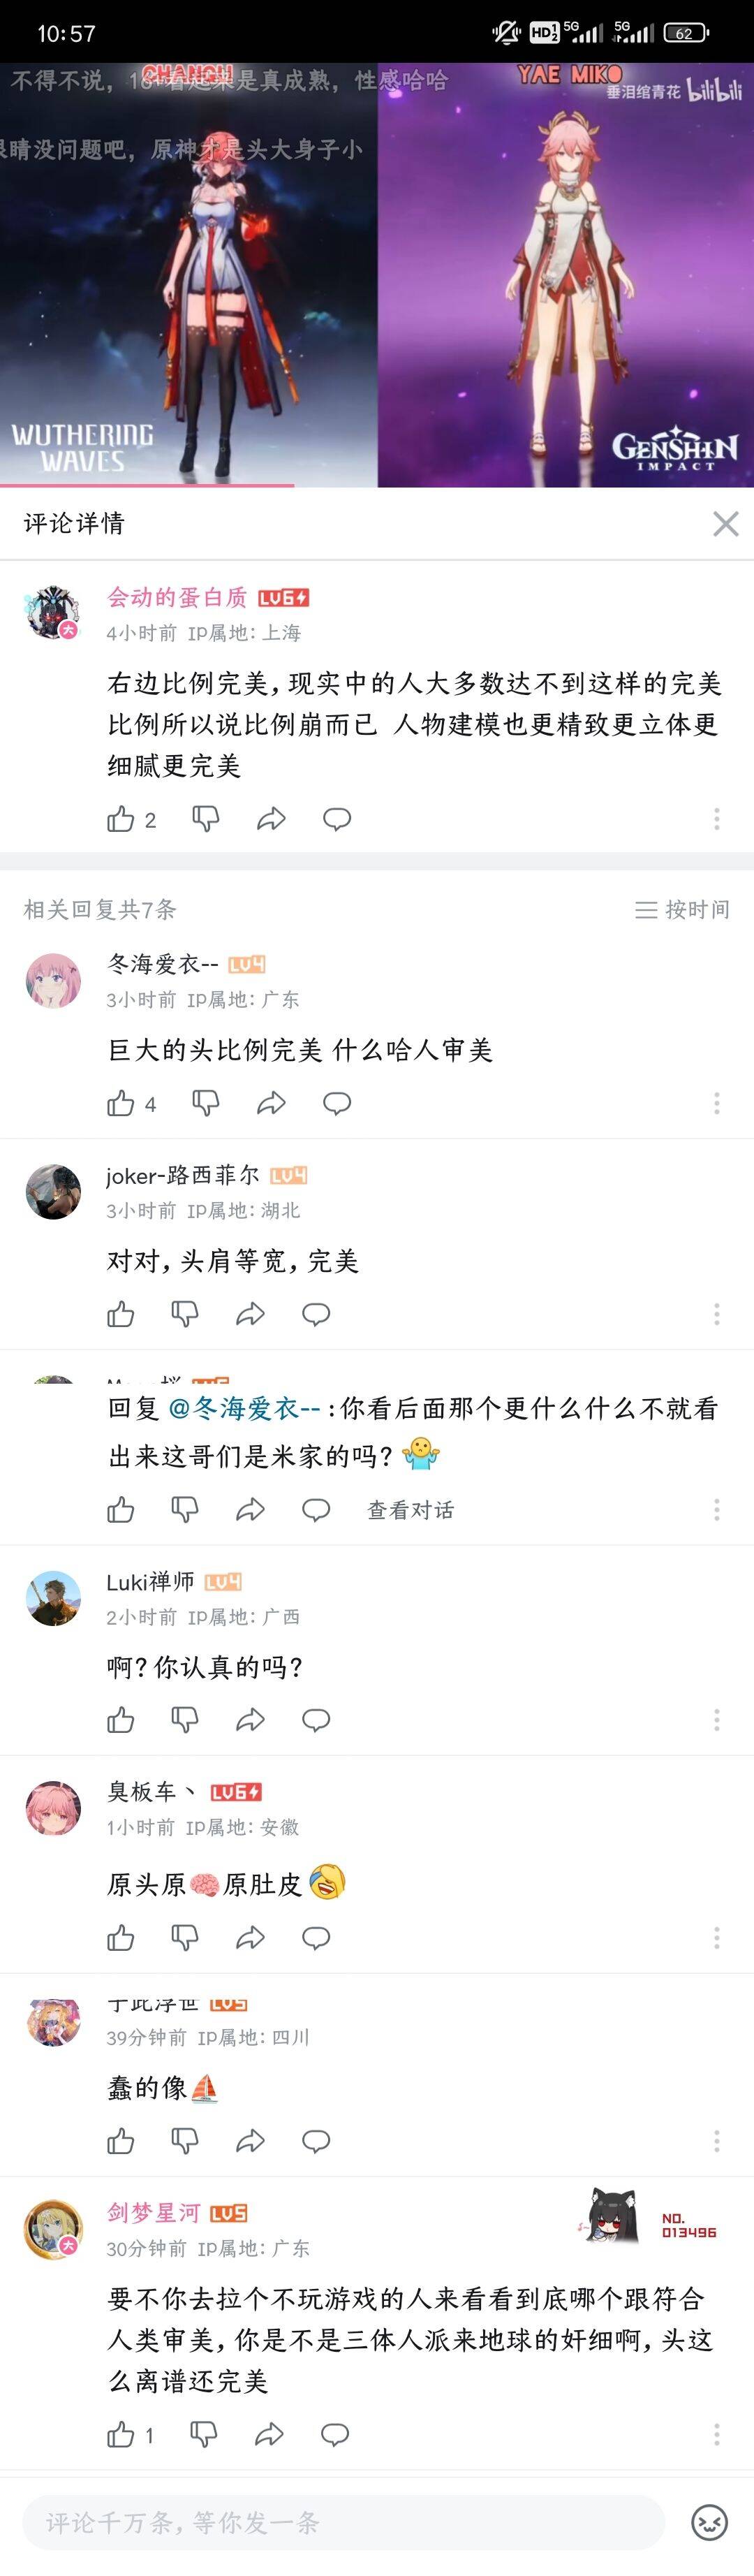 10:57
HD 1 2 5G 5G 62
CHANGLI
YAE MIKO
不得不说，18+看起来是真成熟，性感哈哈
垂泪绾青花 bilibili
眼睛没问题吧，原神才是头大身子小
WUTHERING
WAVES
GENSHIN
IMPACT
评论详情
会动的蛋白质 LV6
大
4小时前 IP属地：上海
右边比例完美，现实中的人大多数达不到这样的完美
比例所以说比例崩而己 人物建模也更精致更立体更
细腻更完美
2
相关回复共7条
按时间
冬海爱衣-- LV4
3小时前 IP属地：广东
巨大的头比例完美 什么哈人审美
4
joker-路西菲尔 LV4
3小时前 IP属地：湖北
对对，头肩等宽，完美
回复 @冬海爱衣-- :你看后面那个更什么什么不就看
出来这哥们是米家的吗？
查看对话
Luki禅师 LV4
2小时前 IP属地：广西
啊？你认真的吗？
臭板车丶 LV6
1小时前 IP属地：安徽
原头原🧠原肚皮
于此浮世 LV5
39分钟前 IP属地：四川
蠢的像⛵
剑梦星河 LV5
大
NO.
013496
30分钟前 IP属地：广东
要不你去拉个不玩游戏的人来看看到底哪个跟符合
人类审美，你是不是三体人派来地球的奸细啊，头这
么离谱还完美
1
评论千万条，等你发一条